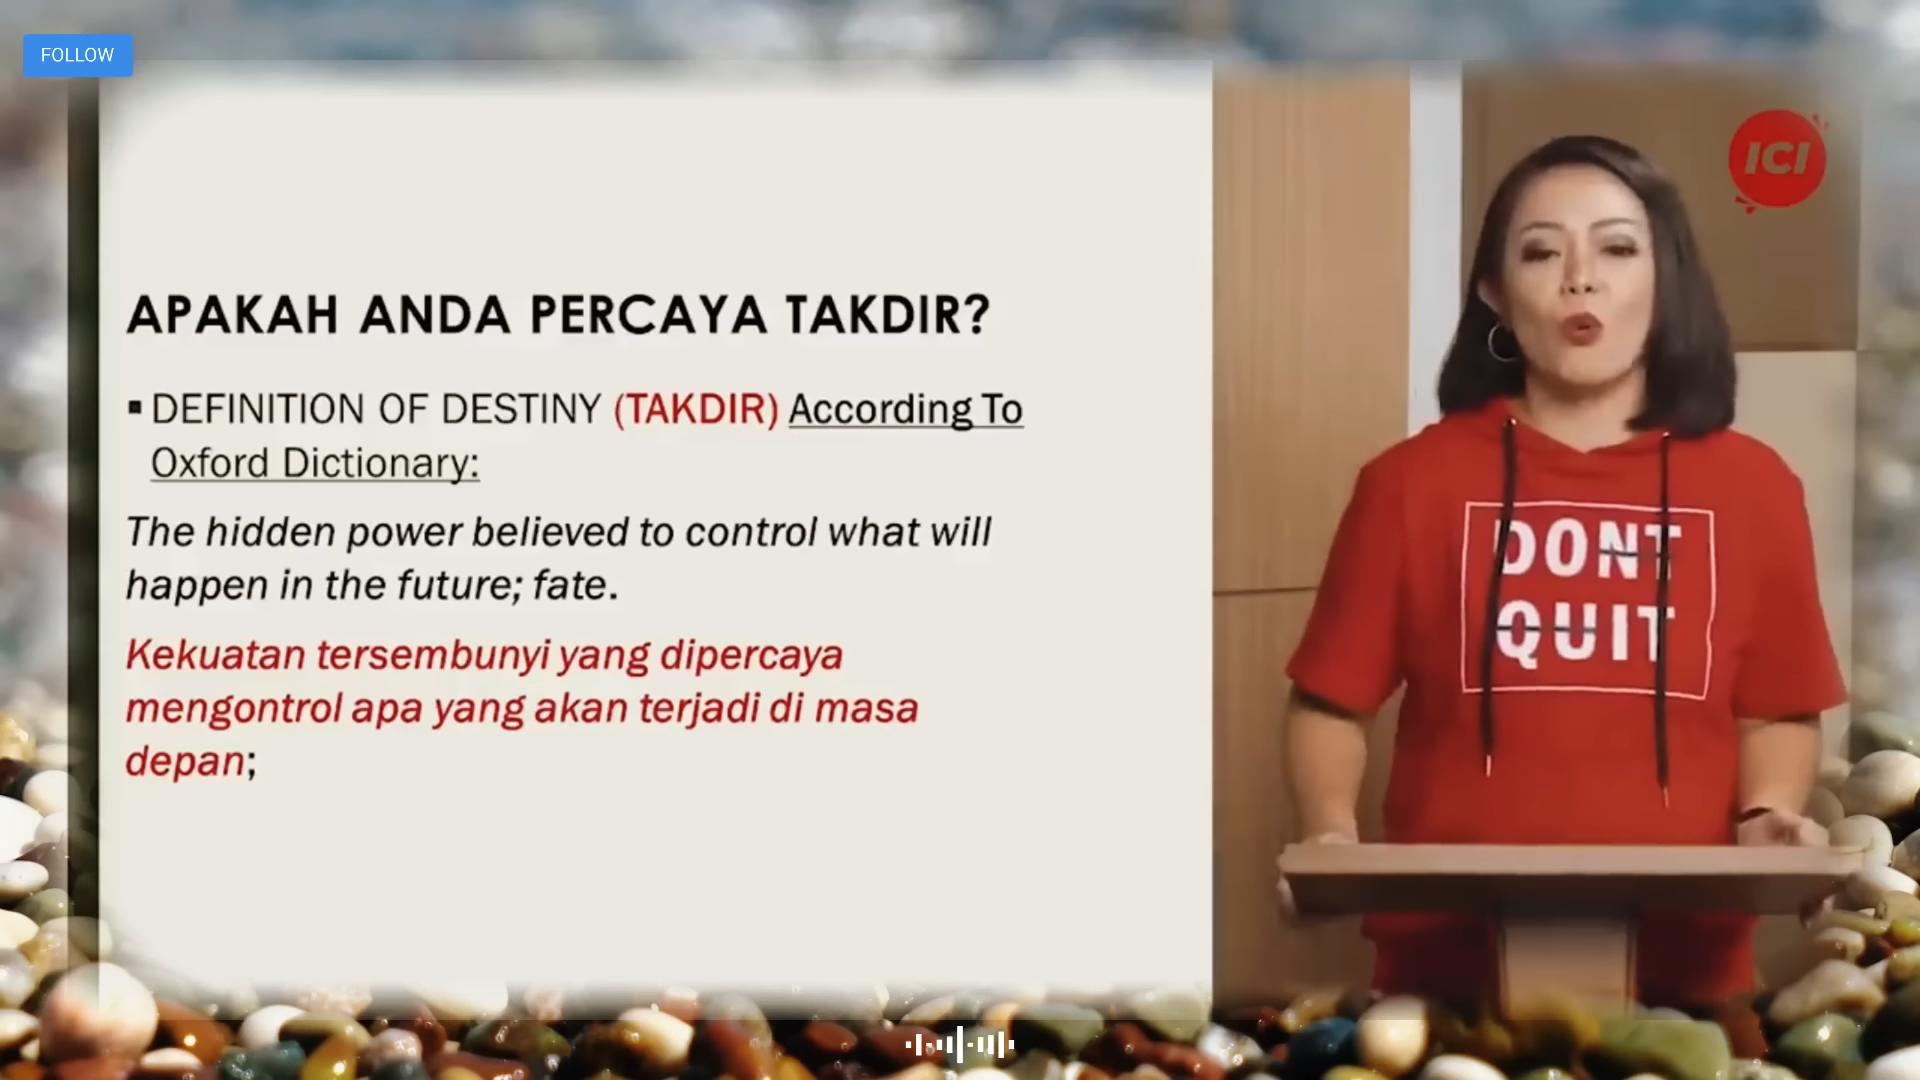 FOLLOW
ICI
APAKAH ANDA PERCAYA TAKDIR?
▪ DEFINITION OF DESTINY (TAKDIR) According To
Oxford Dictionary:
The hidden power believed to control what will
happen in the future; fate.
Kekuatan tersembunyi yang dipercaya
mengontrol apa yang akan terjadi di masa
depan;
DONT
QUIT